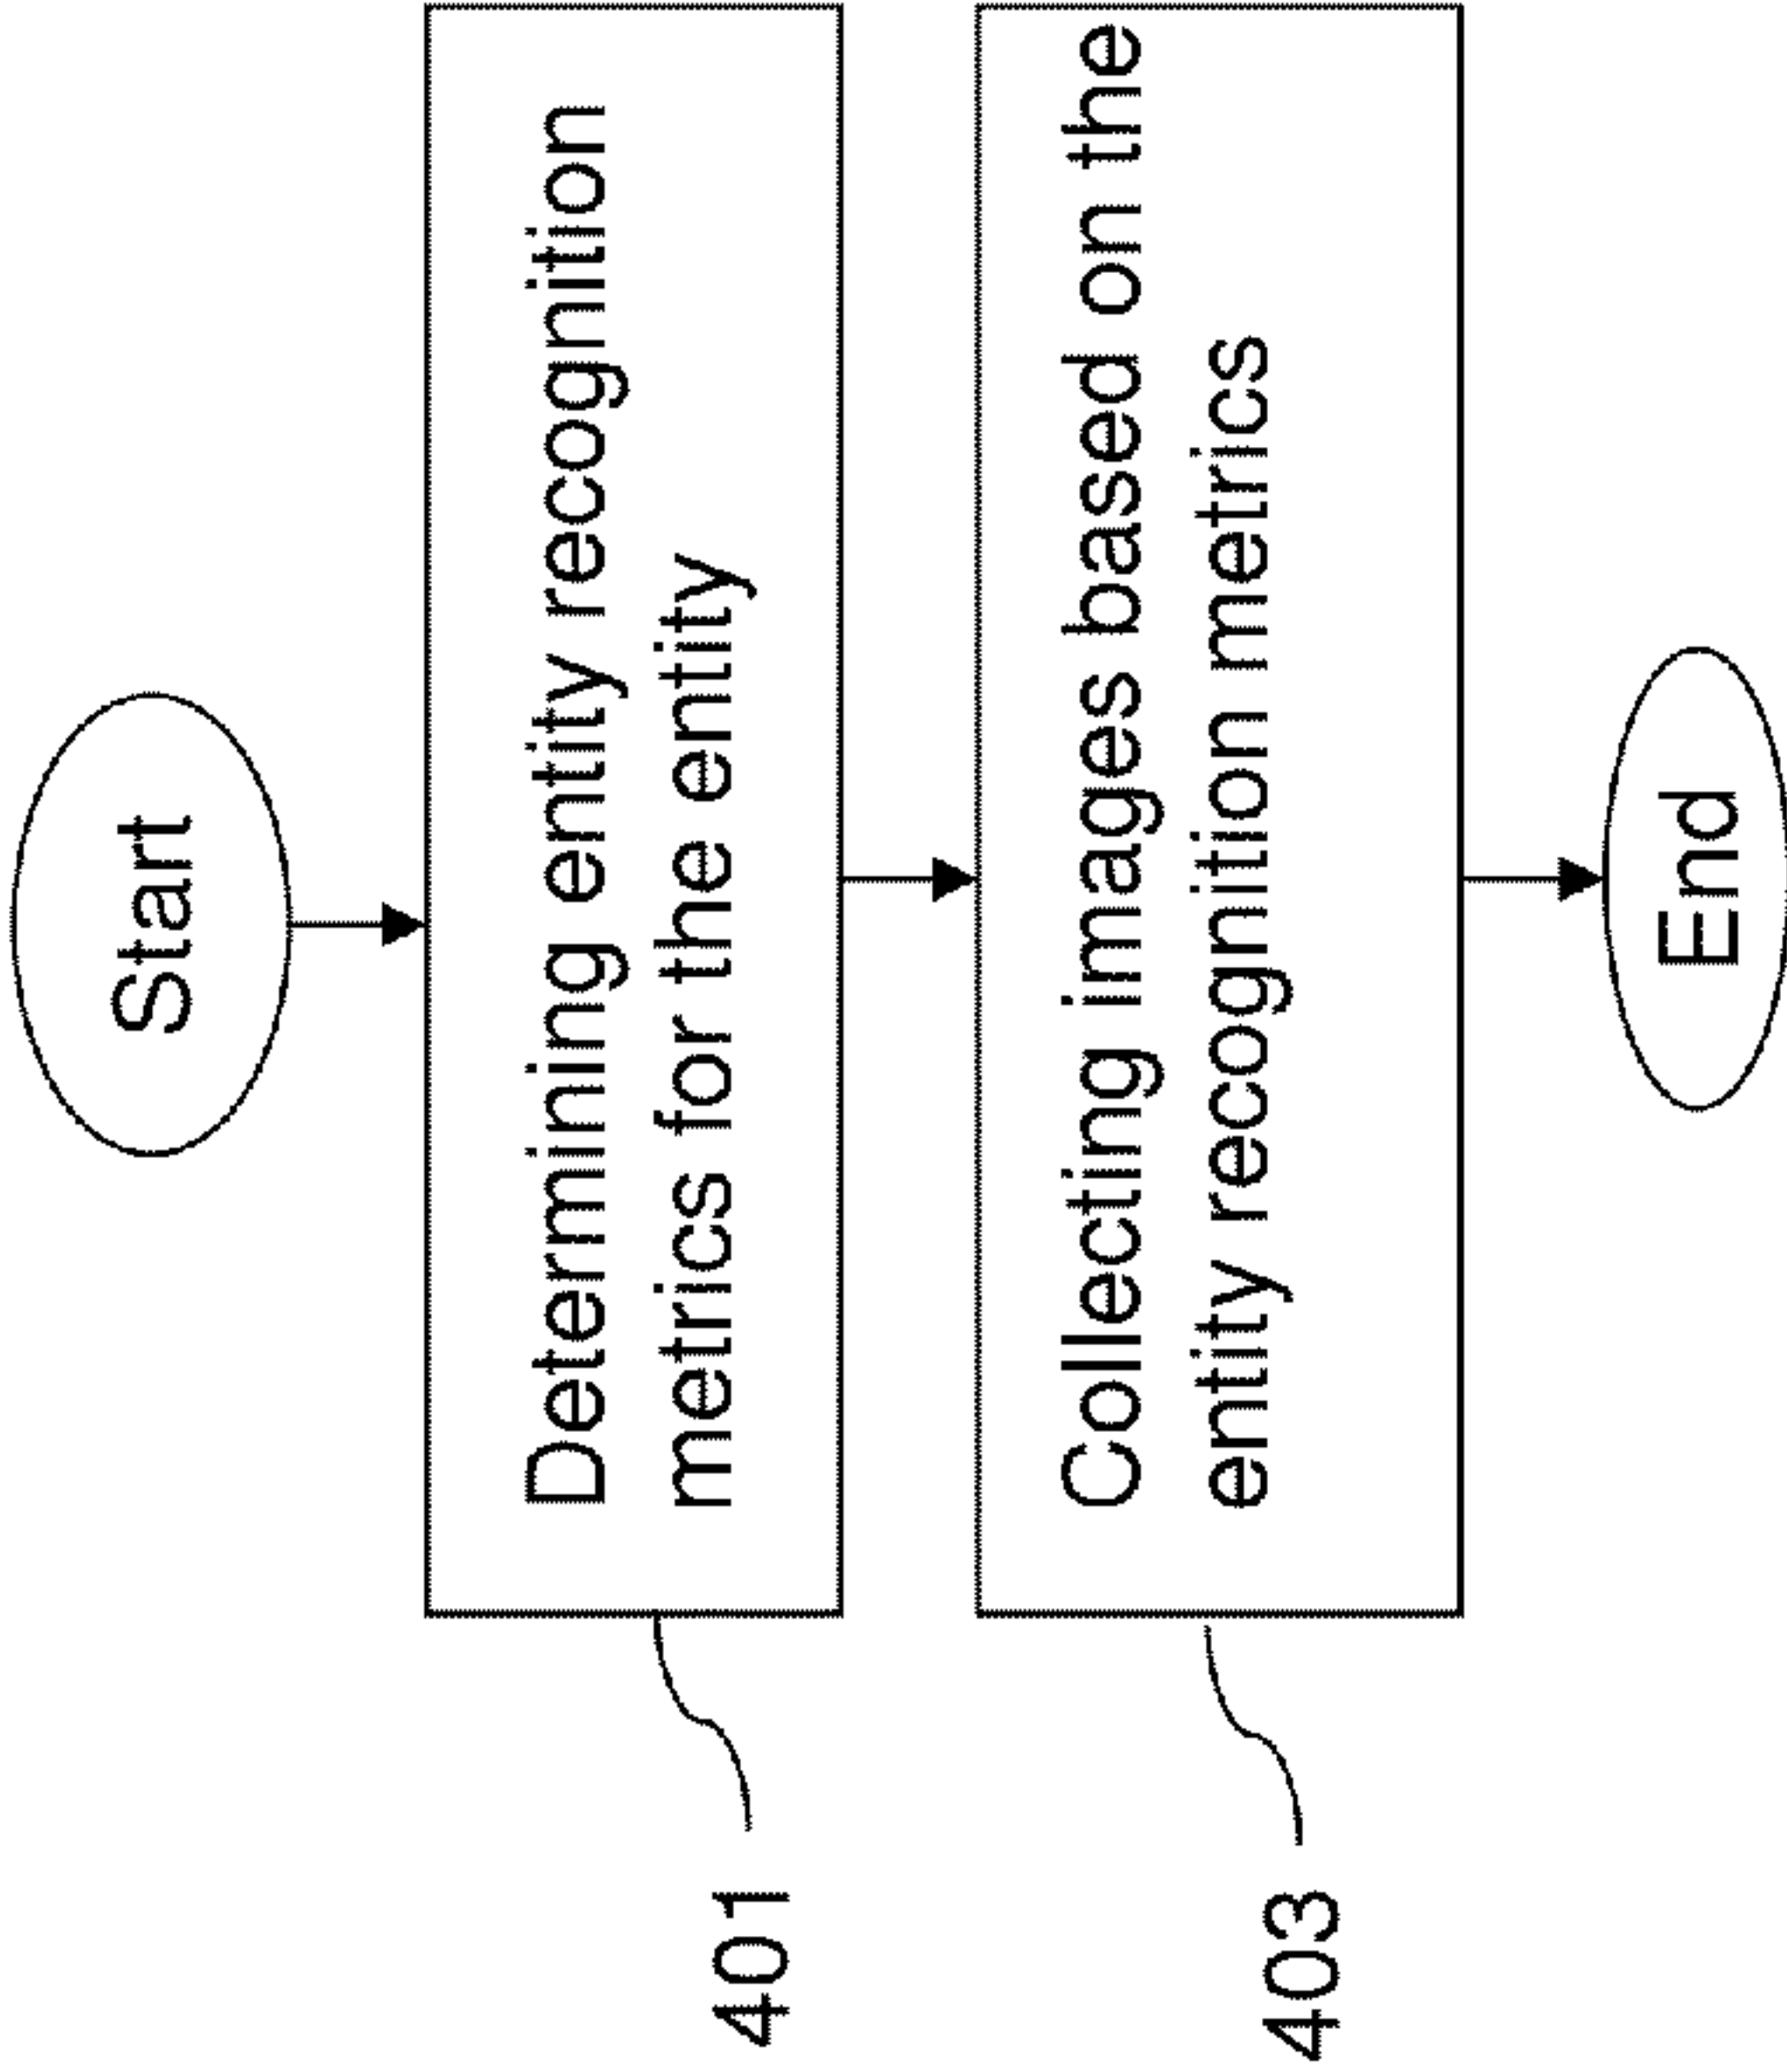 Start
Determining entity recognition
metrics for the entity
401
Collecting images based on the
entity recognition metrics
403
End